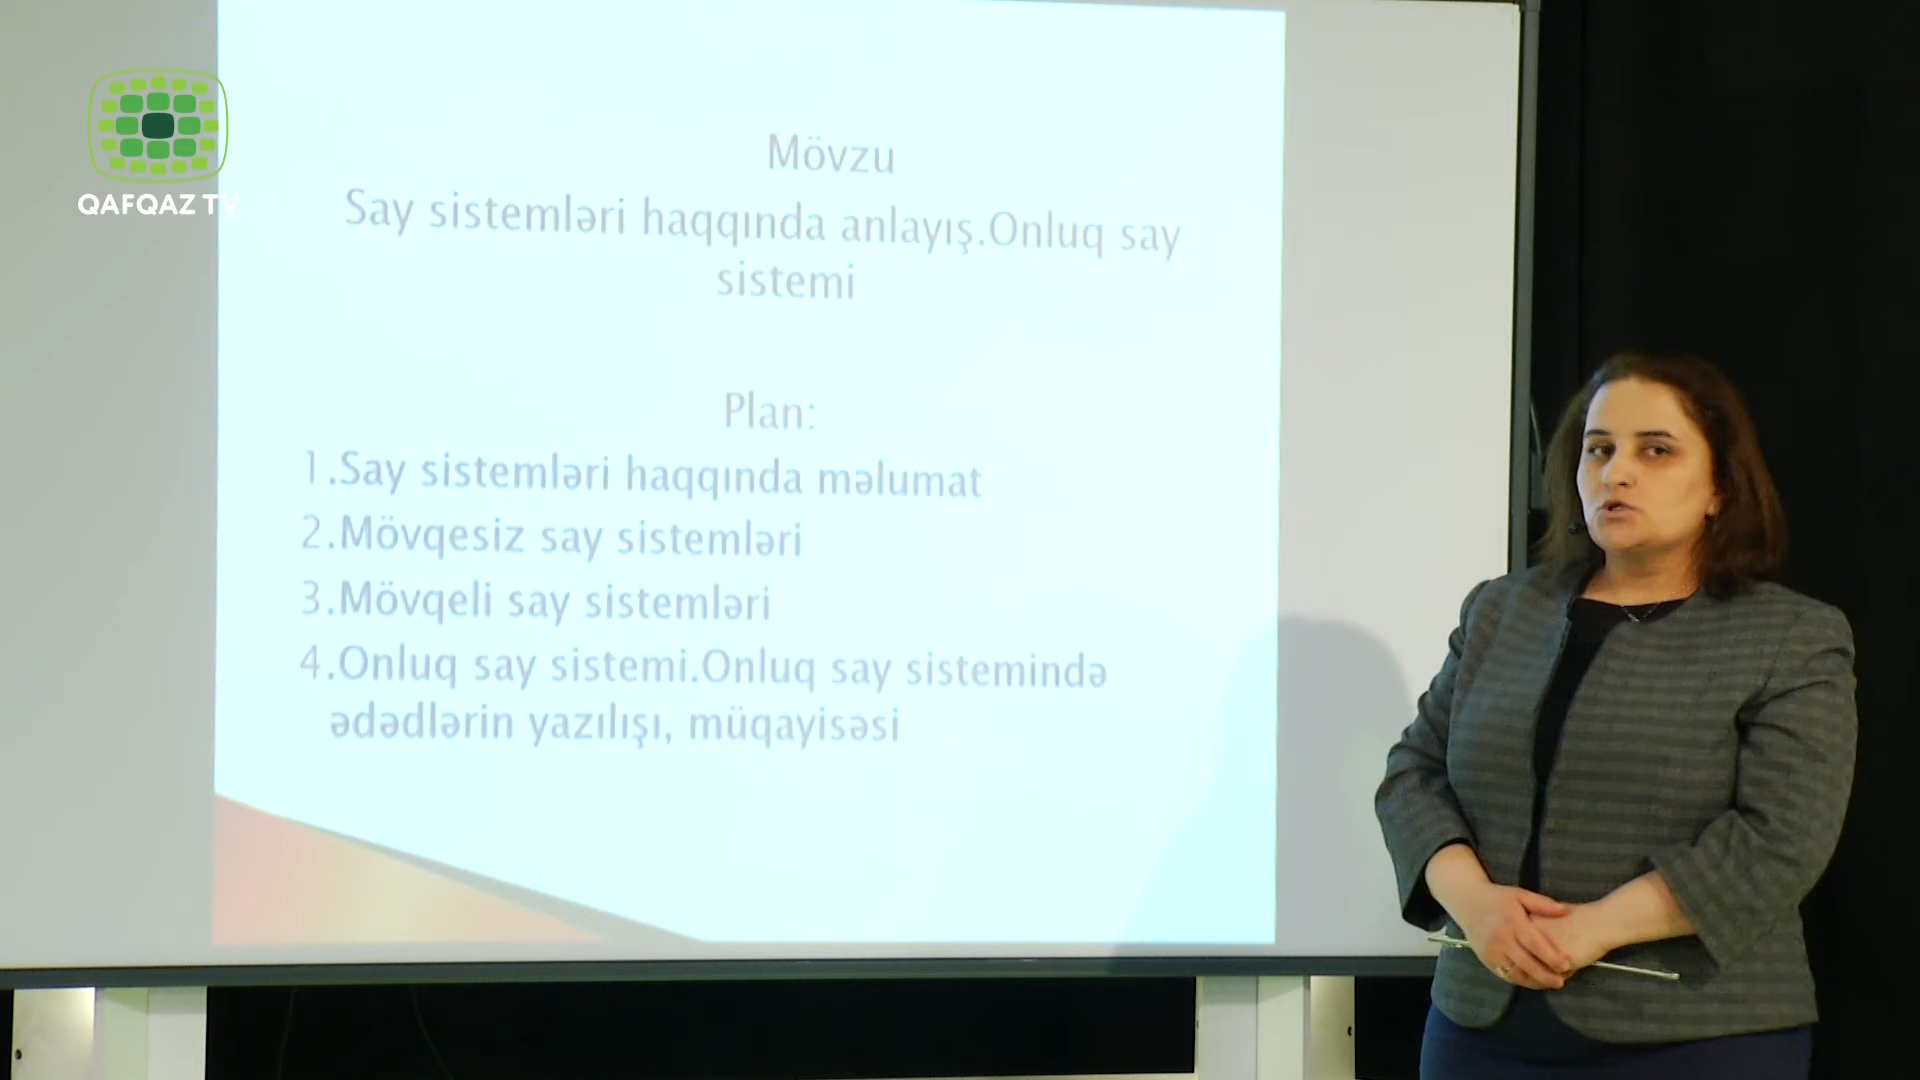 QAFQAZ TV
Mövzu
Say sistemləri haqqında anlayış.Onluq say
sistemi
Plan:
1.Say sistemləri haqqında məlumat
2.Mövqesiz say sistemləri
3.Mövqeli say sistemləri
4.Onluq say sistemi.Onluq say sistemində
ədədlərin yazılışı, müqayisəsi